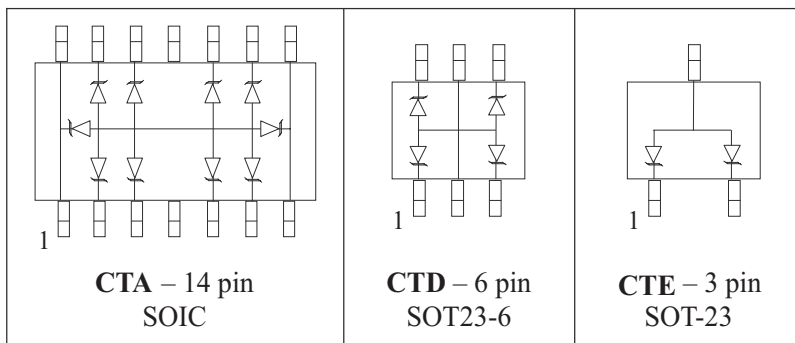 1
CTA – 14 pin
SOIC
1
CTD – 6 pin
SOT23-6
1
CTE – 3 pin
SOT-23